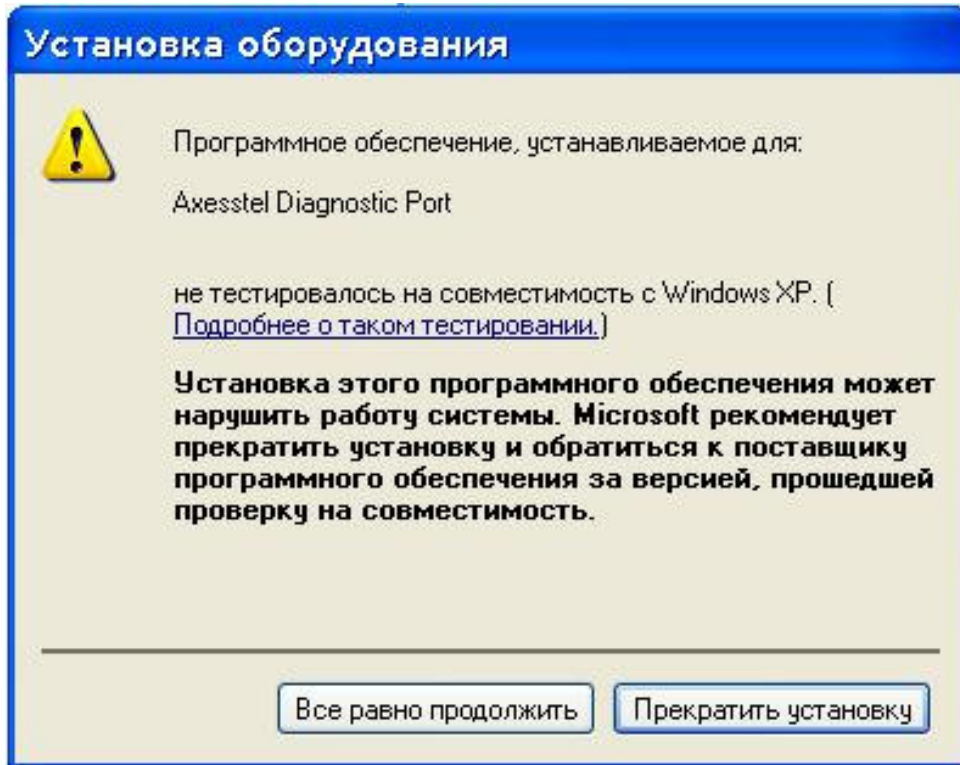 Установка оборудования
Программное обеспечение, устанавливаемое для:
Axesstel Diagnostic Port
не тестировалось на совместимость с Windows XP. (
Подробнее о таком тестировании.)
Установка этого программного обеспечения может
нарушить работу системы. Microsoft рекомендует
прекратить установку и обратиться к поставщику
программного обеспечения за версией, прошедшей
проверку на совместимость.
Все равно продолжить
Прекратить установку